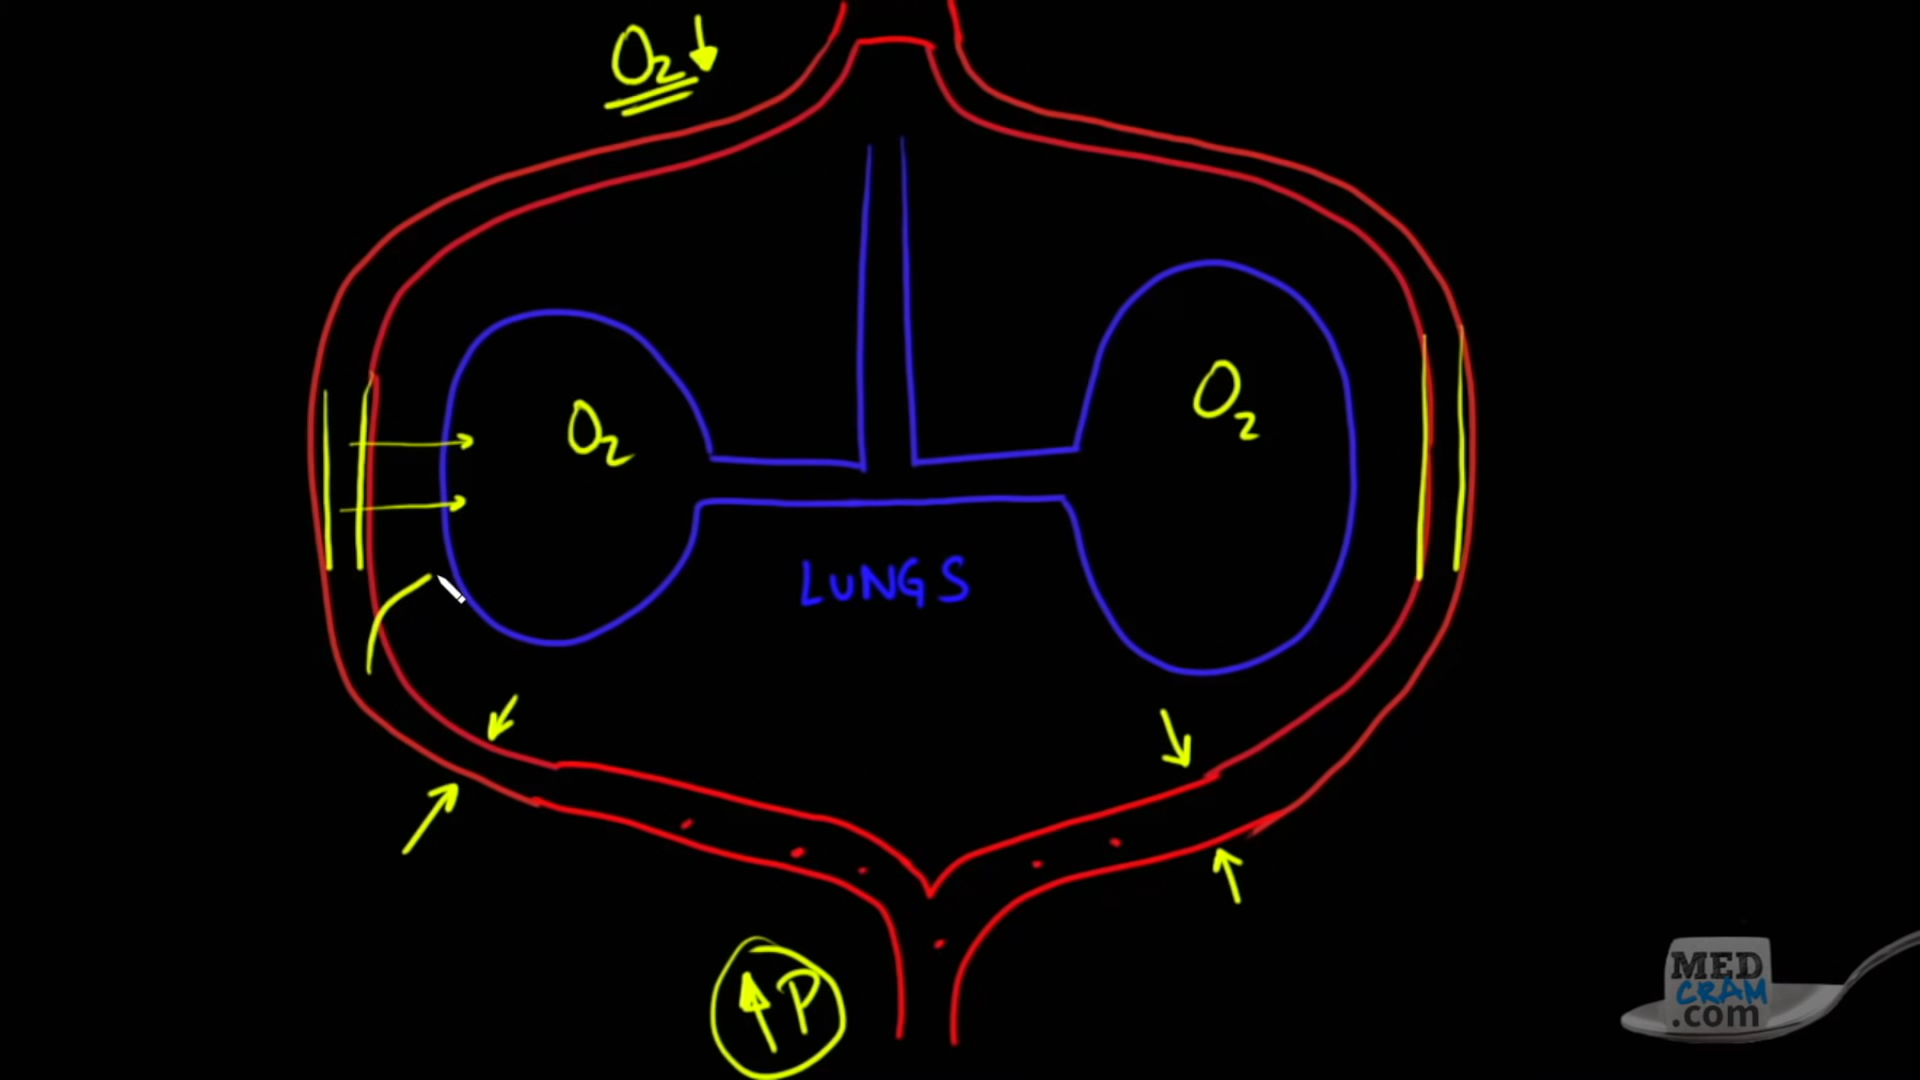 O₂ ↓
O₂
O₂
LUNGS
↑ P
MED
CRAM
.com